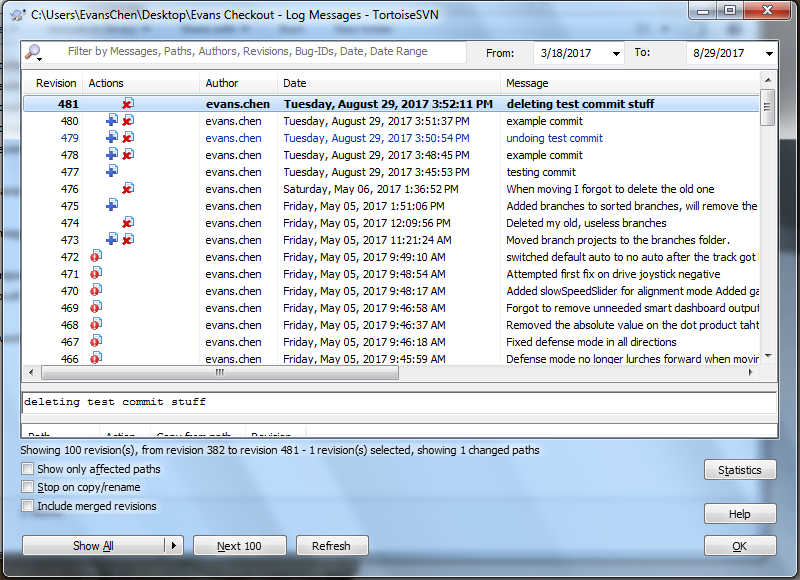 C:\Users\EvansChen\Desktop\Evans Checkout - Log Messages - TortoiseSVN
Filter by Messages, Paths, Authors, Revisions, Bug-IDs, Date, Date Range From: 3/18/2017 To: 8/29/2017
Revision Actions Author Date Message
481 evans.chen Tuesday, August 29, 2017 3:52:11 PM deleting test commit stuff
480 evans.chen Tuesday, August 29, 2017 3:51:37 PM example commit
479 evans.chen Tuesday, August 29, 2017 3:50:54 PM undoing test commit
478 evans.chen Tuesday, August 29, 2017 3:48:45 PM example commit
477 evans.chen Tuesday, August 29, 2017 3:45:53 PM testing commit
476 evans.chen Saturday, May 06, 2017 1:36:52 PM When moving I forgot to delete the old one
475 evans.chen Friday, May 05, 2017 1:51:06 PM Added branches to sorted branches, will remove the
474 evans.chen Friday, May 05, 2017 12:09:56 PM Deleted my old, useless branches
473 evans.chen Friday, May 05, 2017 11:21:24 AM Moved branch projects to the branches folder.
472 evans.chen Friday, May 05, 2017 9:49:10 AM switched default auto to no auto after the track got
471 evans.chen Friday, May 05, 2017 9:48:54 AM Attempted first fix on drive joystick negative
470 evans.chen Friday, May 05, 2017 9:48:17 AM Added slowSpeedSlider for alignment mode Added ga
469 evans.chen Friday, May 05, 2017 9:46:58 AM Forgot to remove unneeded smart dashboard output
468 evans.chen Friday, May 05, 2017 9:46:37 AM Removed the absolute value on the dot product taht
467 evans.chen Friday, May 05, 2017 9:46:18 AM Fixed defense mode in all directions
466 evans.chen Friday, May 05, 2017 9:45:59 AM Defense mode no longer lurches forward when movin
deleting test commit stuff
Path Action Copy from path Revision
Showing 100 revision(s), from revision 382 to revision 481 - 1 revision(s) selected, showing 1 changed paths
Show only affected paths Statistics
Stop on copy/rename
Include merged revisions Help
Show All Next 100 Refresh OK